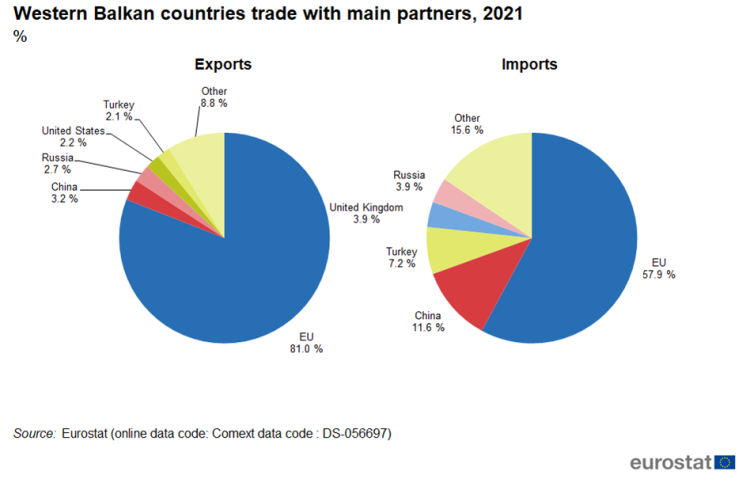 Western Balkan countries trade with main partners, 2021
%
Exports
Other
8.8 %
Turkey
2.1 %
United States
2.2 %
Russia
2.7 %
China
3.2 %
EU
81.0 %
Imports
Other
15.6 %
Russia
3.9 %
United Kingdom
3.9 %
Turkey
7.2 %
China
11.6 %
EU
57.9 %
Source: Eurostat (online data code: Comext data code : DS-056697)
eurostat